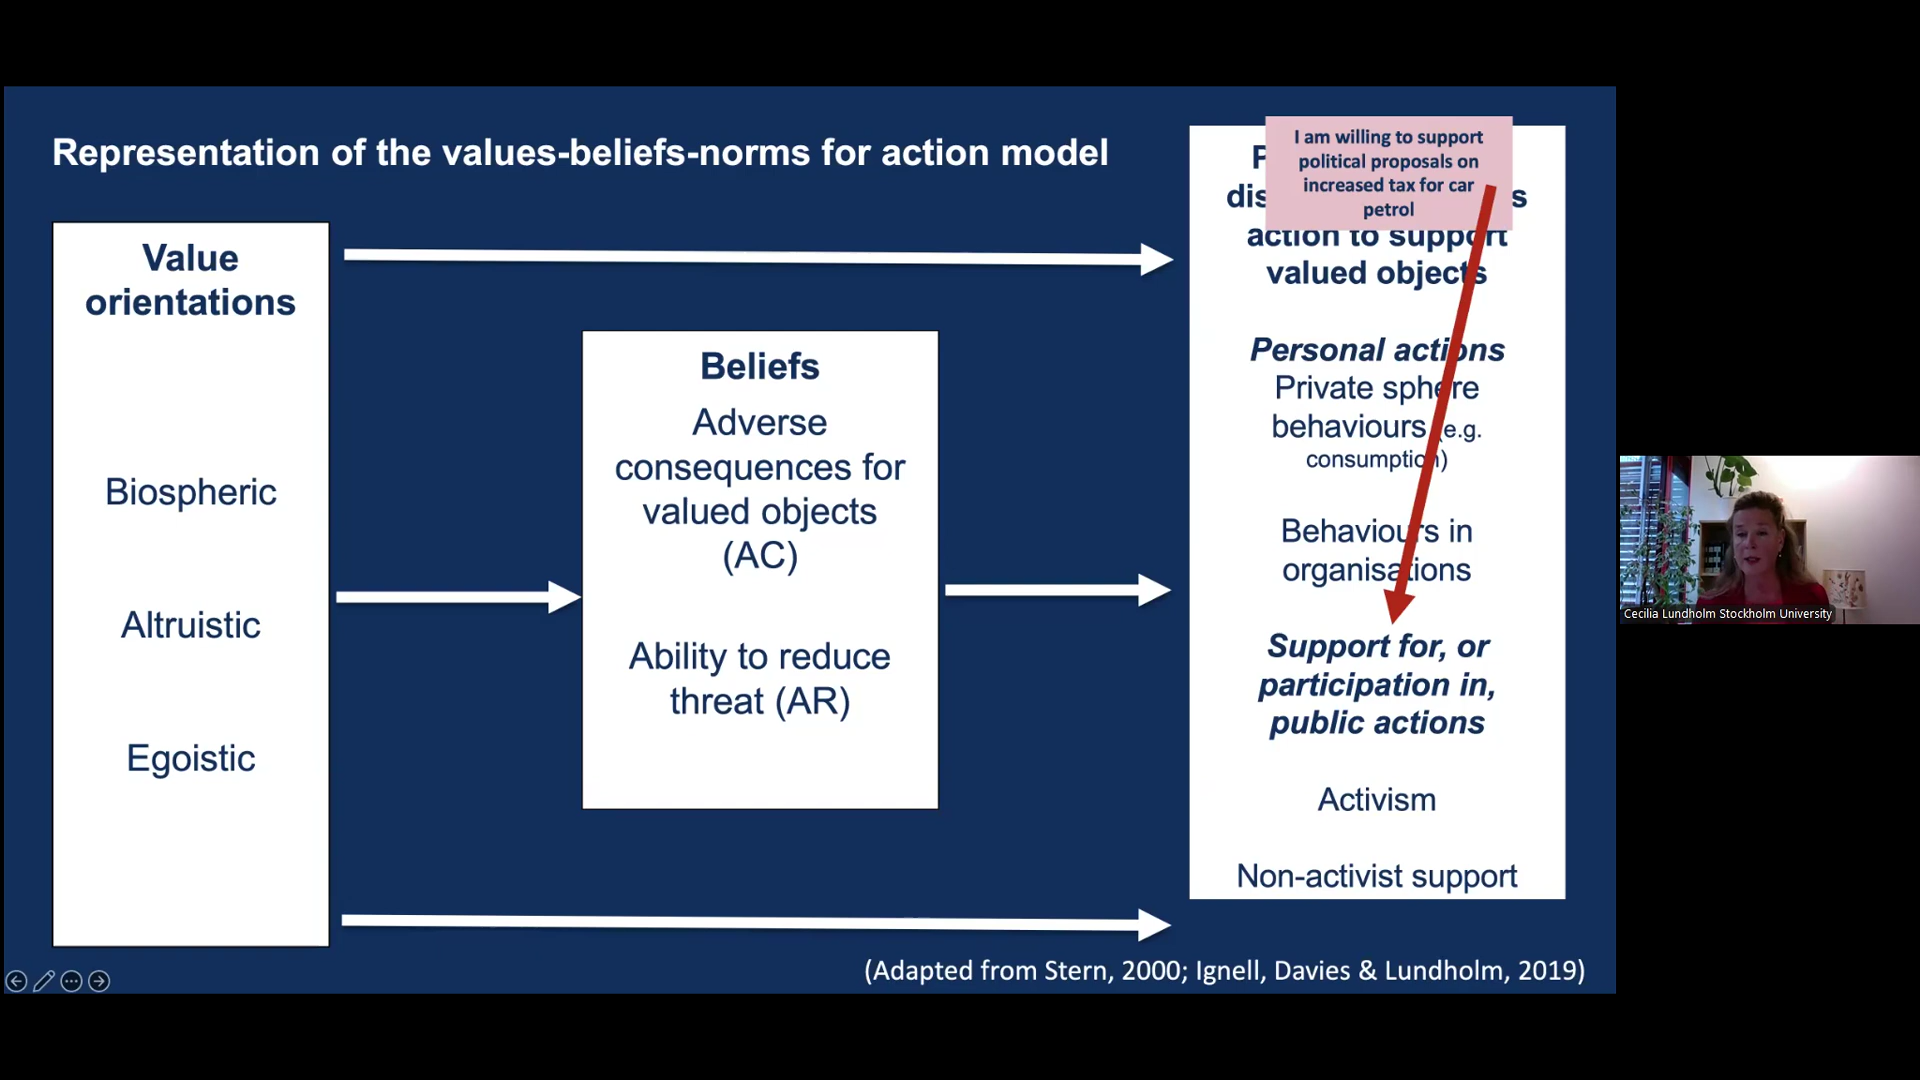 Representation of the values-beliefs-norms for action model
Value
orientations
Biospheric
Altruistic
Egoistic
Beliefs
Adverse
consequences for
valued objects
(AC)
Ability to reduce
threat (AR)
I am willing to support
political proposals on
increased tax for car
petrol
action to support
valued objects
Personal actions
Private sphere
behaviours (e.g.
consumption)
Behaviours in
organisations
Support for, or
participation in,
public actions
Activism
Non-activist support
(Adapted from Stern, 2000; Ignell, Davies & Lundholm, 2019)
Cecilia Lundholm Stockholm University